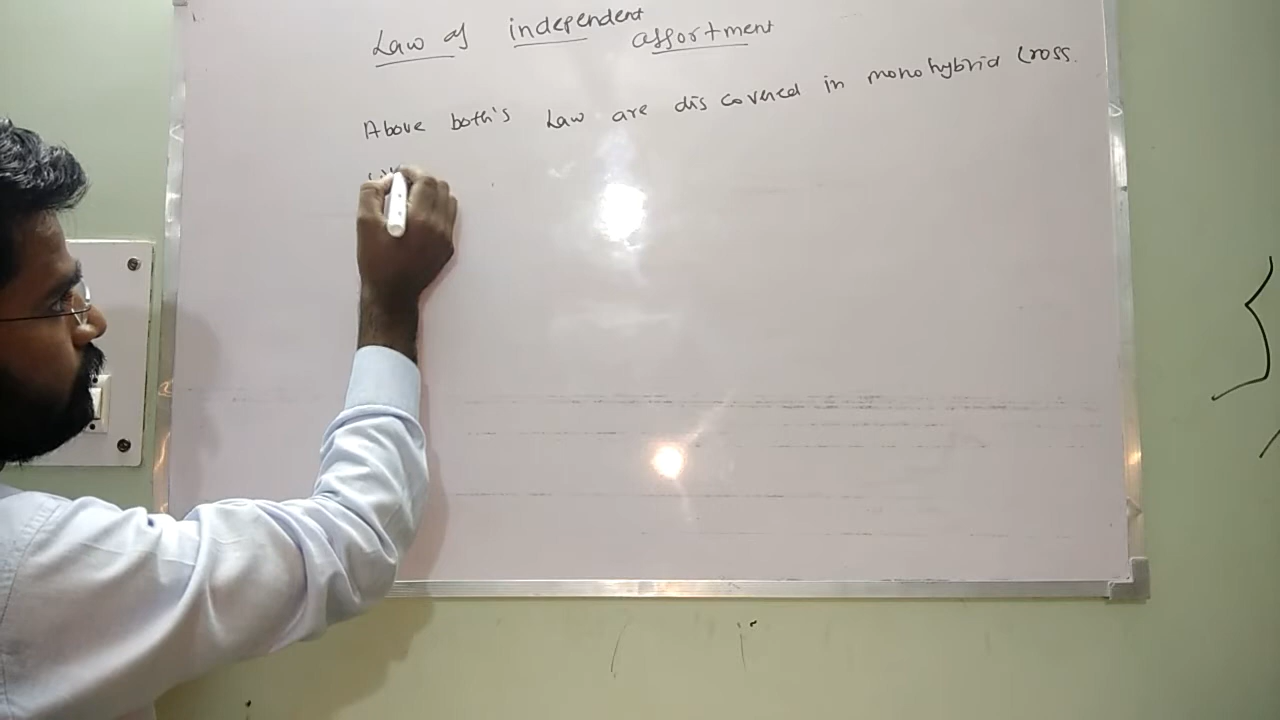 Law of independent assortment
Above both's Law are discovered in monohybrid cross.